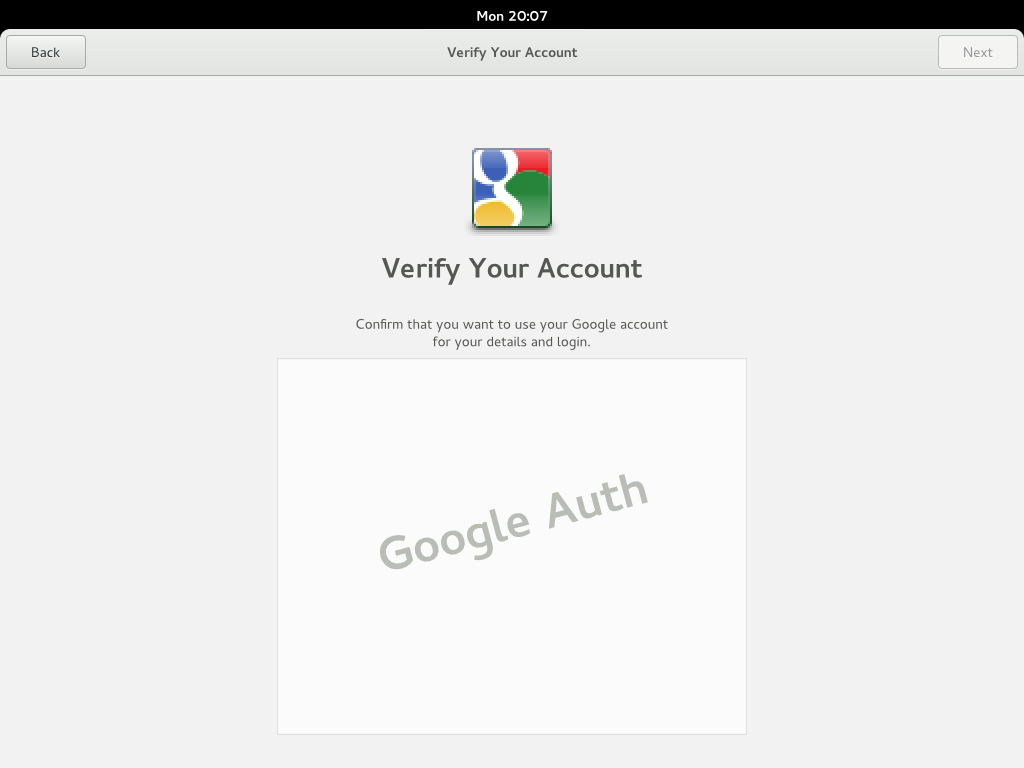 Mon 20:07
Back
Verify Your Account
Next
Verify Your Account
Confirm that you want to use your Google account
for your details and login.
Google Auth